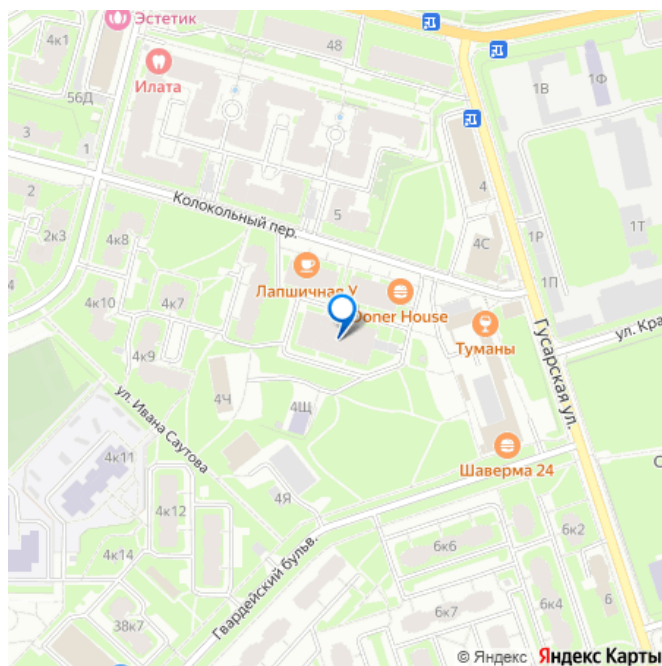 Эстетик
4к1
48
Илата
1В
1Ф
56Д
3
1
4
2
5
Колокольный пер.
2к3
4к8
4С
1Р
1Т
1П
4
Лапшичная У
4к10
4к7
Doner House
Туманы
ул. Кра
Гусарская ул.
4к9
4Ч
4Щ
ул. Ивана Саутова
4к11
Шаверма 24
С
4Я
4к12
6к2
Гвардейский бульв.
6к6
4к14
38к7
6к7
6к4
6
© Яндекс Яндекс Карты